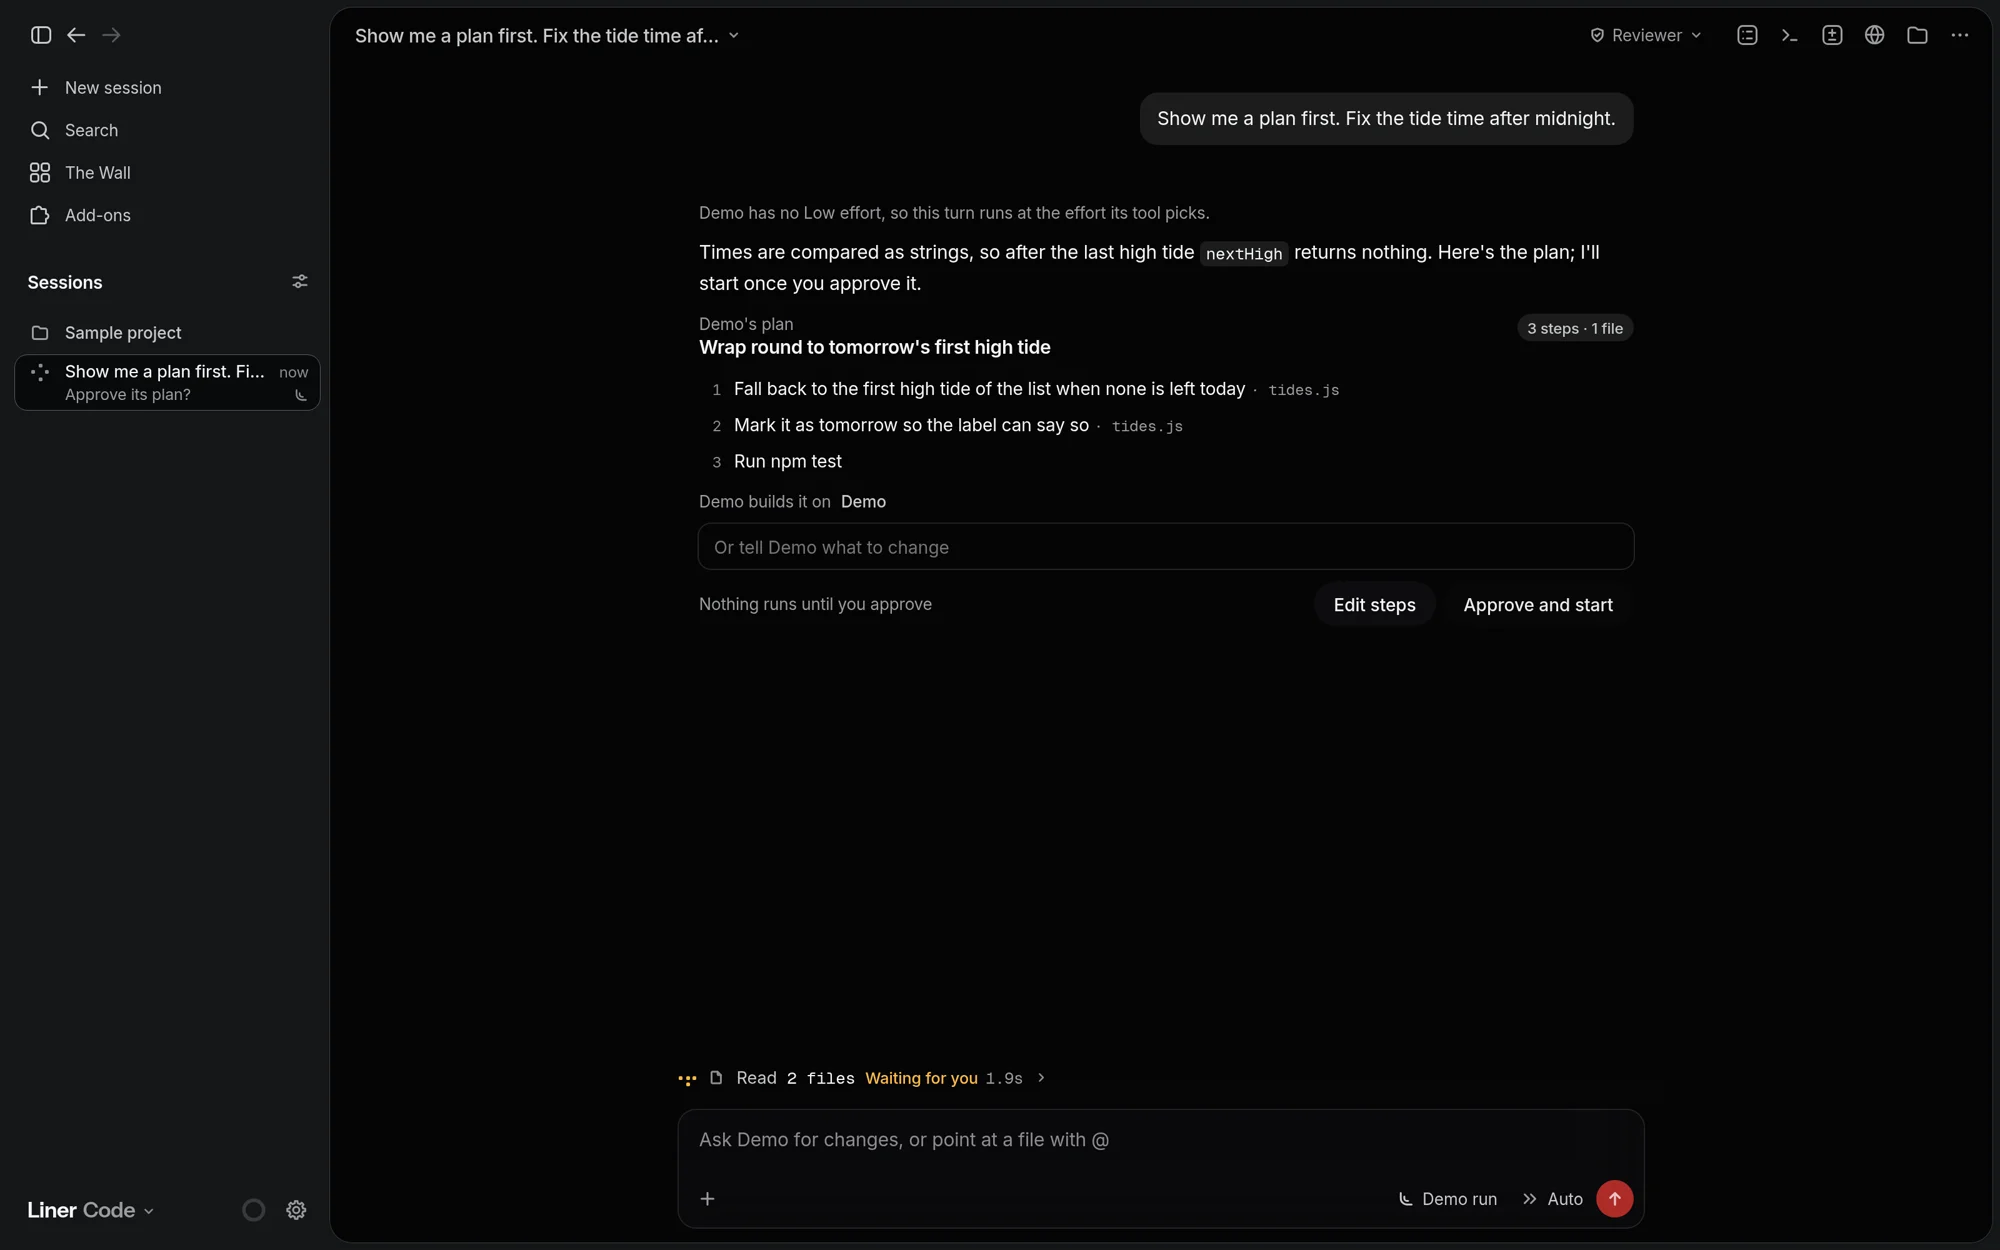 Show me a plan first. Fix the tide time af...
Reviewer
New session
Search
The Wall
Add-ons
Sessions
Sample project
Show me a plan first. Fi... now
Approve its plan?
Show me a plan first. Fix the tide time after midnight.
Demo has no Low effort, so this turn runs at the effort its tool picks.
Times are compared as strings, so after the last high tide nextHigh returns nothing. Here's the plan; I'll
start once you approve it.
Demo's plan
3 steps · 1 file
Wrap round to tomorrow's first high tide
1 Fall back to the first high tide of the list when none is left today · tides.js
2 Mark it as tomorrow so the label can say so · tides.js
3 Run npm test
Demo builds it on Demo
Or tell Demo what to change
Nothing runs until you approve
Edit steps
Approve and start
Read 2 files Waiting for you 1.9s
Ask Demo for changes, or point at a file with @
Demo run
Auto
Liner Code